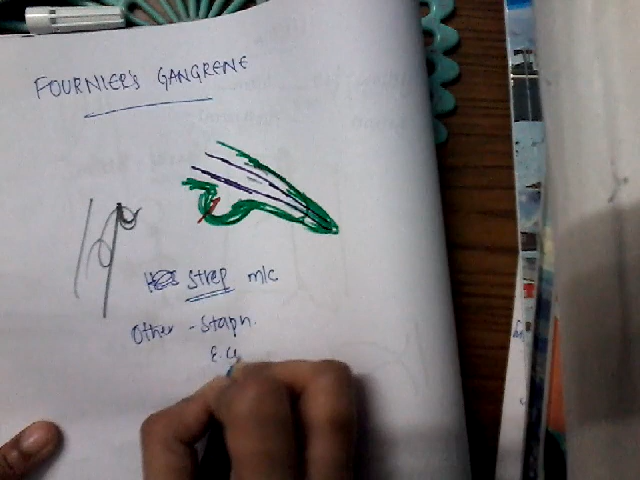 FOURNIER'S GANGRENE
Strep m/c
Other - Staph.
E. C